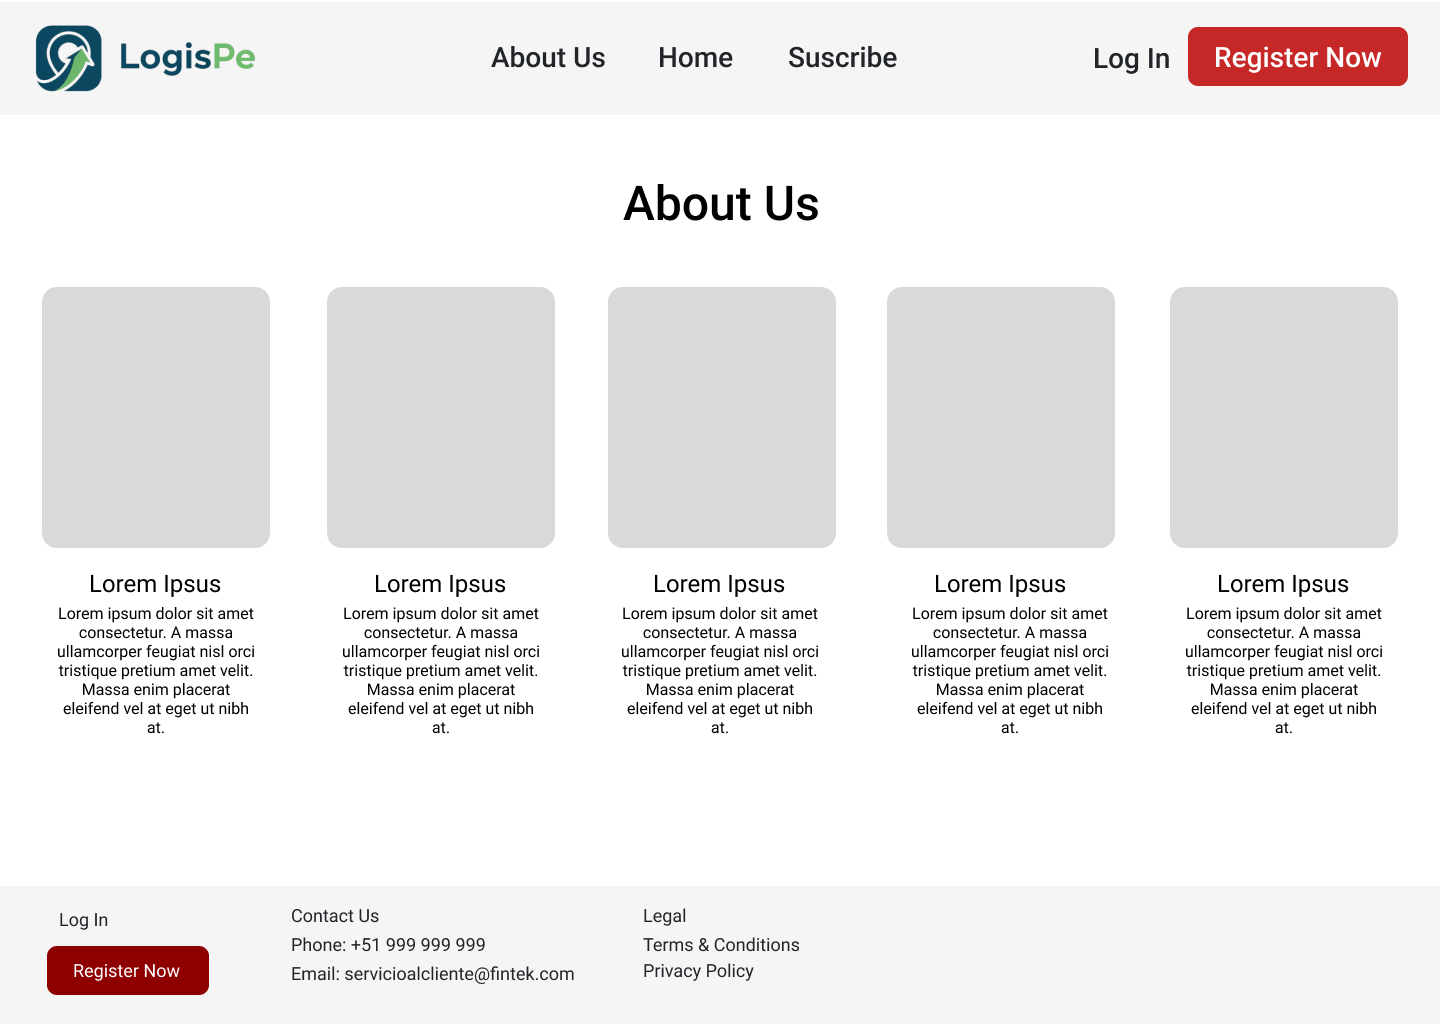 LogisPe
About Us
Home
Suscribe
Log In
Register Now
About Us
Lorem Ipsus
Lorem ipsum dolor sit amet
consectetur. A massa
ullamcorper feugiat nisl orci
tristique pretium amet velit.
Massa enim placerat
eleifend vel at eget ut nibh
at.
Lorem Ipsus
Lorem ipsum dolor sit amet
consectetur. A massa
ullamcorper feugiat nisl orci
tristique pretium amet velit.
Massa enim placerat
eleifend vel at eget ut nibh
at.
Lorem Ipsus
Lorem ipsum dolor sit amet
consectetur. A massa
ullamcorper feugiat nisl orci
tristique pretium amet velit.
Massa enim placerat
eleifend vel at eget ut nibh
at.
Lorem Ipsus
Lorem ipsum dolor sit amet
consectetur. A massa
ullamcorper feugiat nisl orci
tristique pretium amet velit.
Massa enim placerat
eleifend vel at eget ut nibh
at.
Lorem Ipsus
Lorem ipsum dolor sit amet
consectetur. A massa
ullamcorper feugiat nisl orci
tristique pretium amet velit.
Massa enim placerat
eleifend vel at eget ut nibh
at.
Log In
Register Now
Contact Us
Phone: +51 999 999 999
Email: servicioalcliente@fintek.com
Legal
Terms & Conditions
Privacy Policy